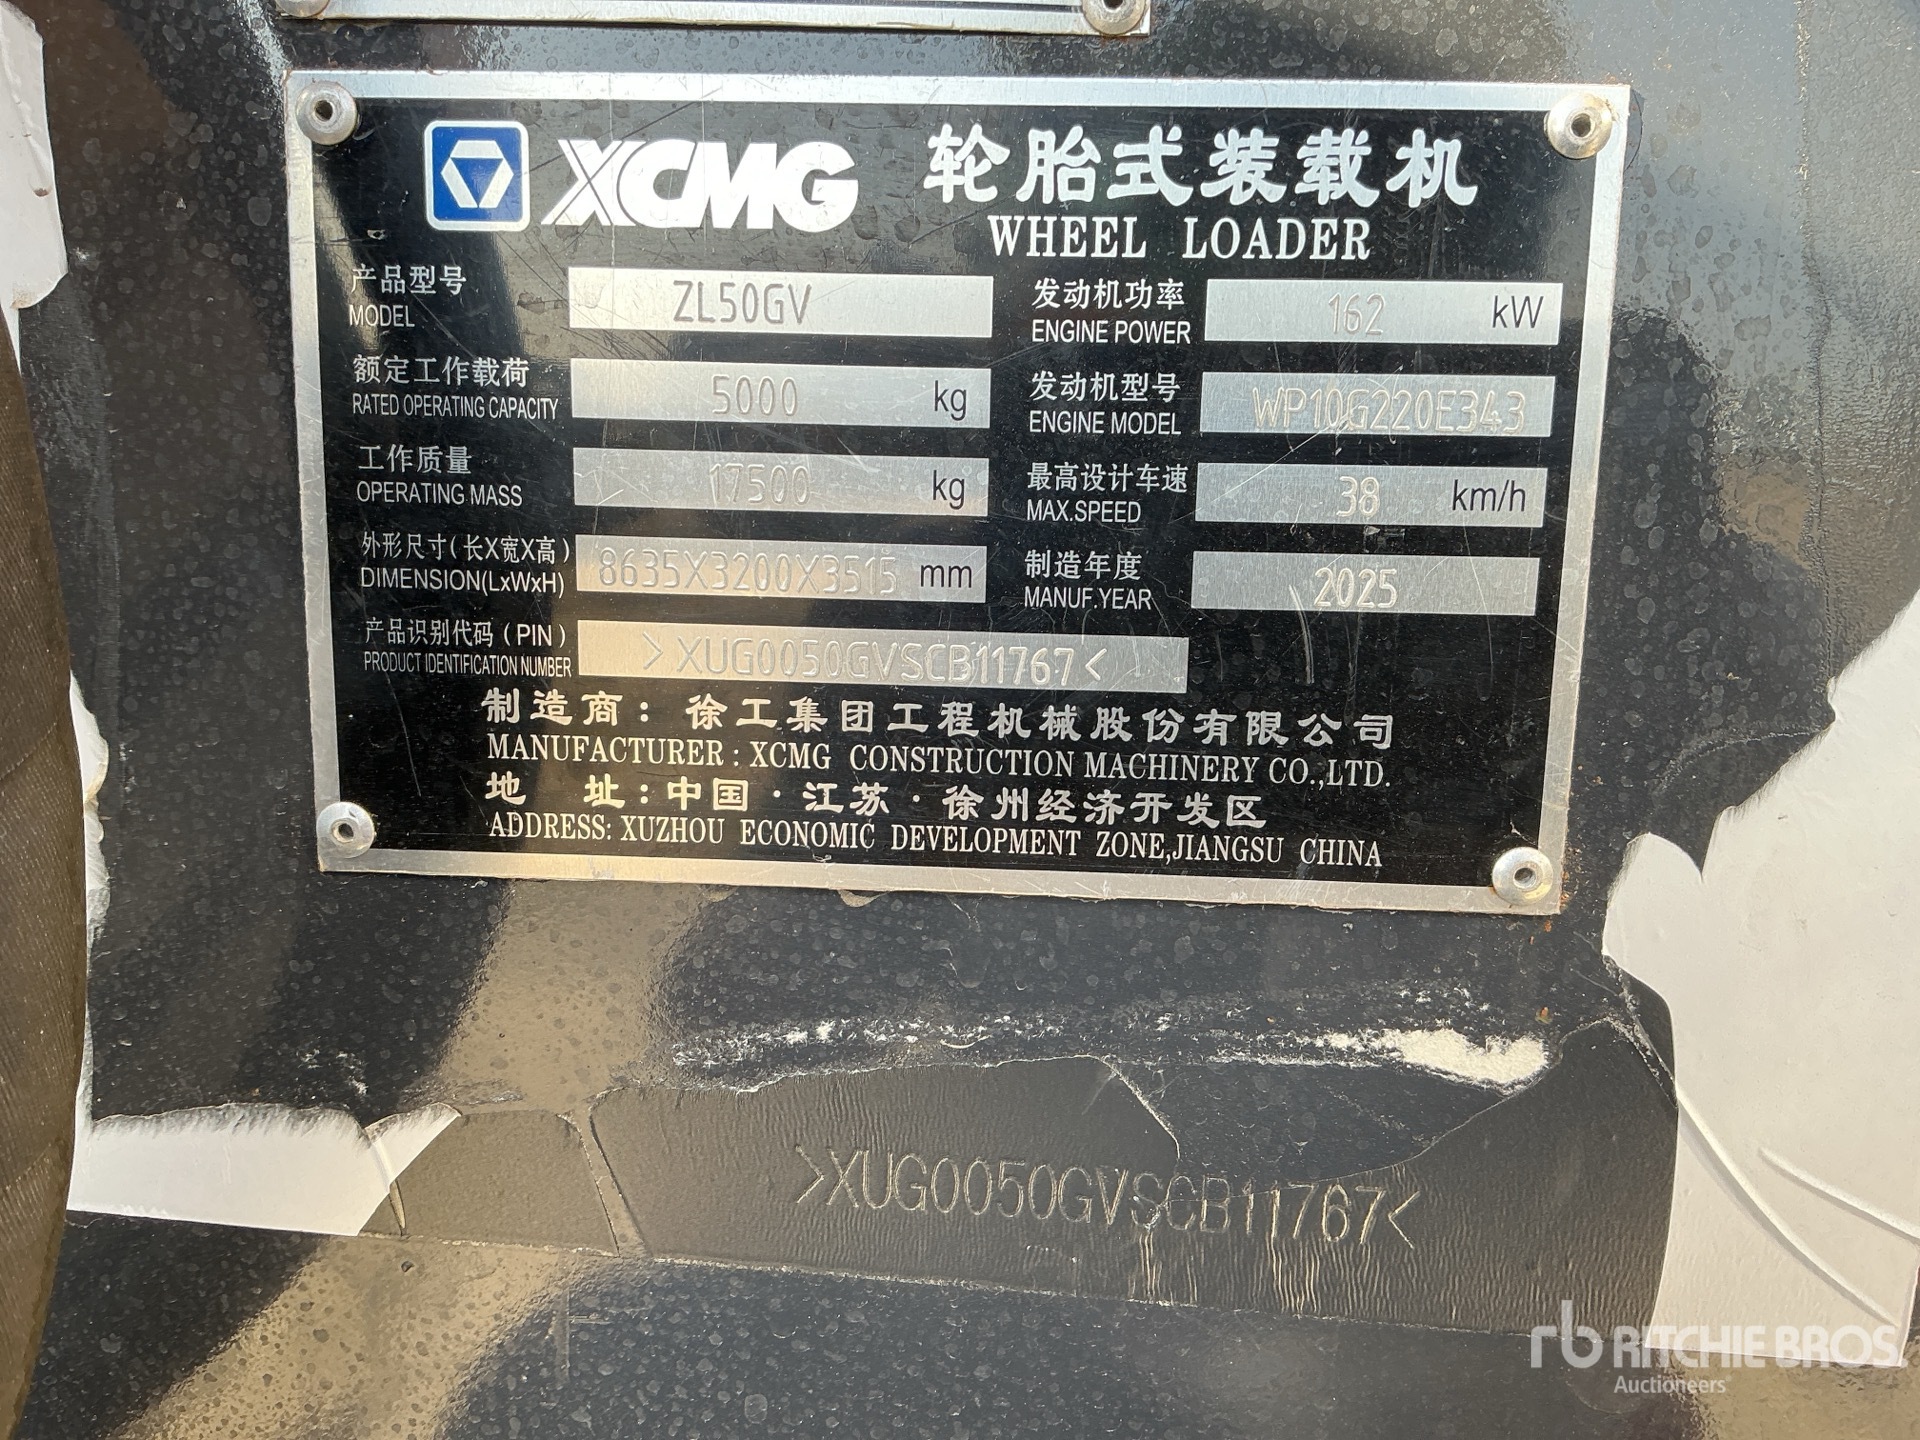 XCMG 轮胎式装载机
WHEEL LOADER
产品型号 ZL50GV
MODEL
发动机功率 162 kW
ENGINE POWER
额定工作载荷 5000 kg
RATED OPERATING CAPACITY
发动机型号 WP10G220E343
ENGINE MODEL
工作质量 17500 kg
OPERATING MASS
最高设计车速 38 km/h
MAX.SPEED
外形尺寸(长X宽X高) 8635X3200X3515 mm
DIMENSION(LxWxH)
制造年度 2025
MANUF.YEAR
产品识别代码(PIN) >XUG0050GVSCB11767<
PRODUCT IDENTIFICATION NUMBER
制造商:徐工集团工程机械股份有限公司
MANUFACTURER: XCMG CONSTRUCTION MACHINERY CO.,LTD.
地 址:中国·江苏·徐州经济开发区
ADDRESS: XUZHOU ECONOMIC DEVELOPMENT ZONE,JIANGSU CHINA
>XUG0050GVSCB11767<
rb RITCHIE BROS.
Auctioneers